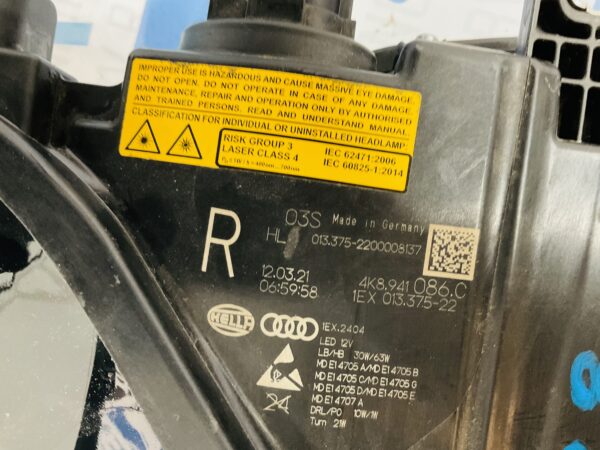 IMPROPER USE IS HAZARDOUS AND CAUSE MASSIVE EYE DAMAGE.
DO NOT OPEN. DO NOT OPERATE IN CASE OF ANY DAMAGE.
MAINTENANCE, REPAIR AND OPERATION ONLY BY AUTHORISED
AND TRAINED PERSONS. READ AND UNDERSTAND MANUAL.
CLASSIFICATION FOR INDIVIDUAL OR UNINSTALLED HEADLAMP:
RISK GROUP 3 IEC 62471:2006
LASER CLASS 4 IEC 60825-1:2014
R
03S Made in Germany
HL 013.375-2200008137
12.03.21
06:59:58
4K8.941 086.C
1EX 013.375-22
HELLA
1EX.2404
LED 12V
LB/HB 30W/63W
MD E14705 A/MD E14705 B
MD E14705 C/MD E14705 G
MD E14705 D/MD E14705 E
MD E14707 A
DRL/PO 10W/1W
Turn 21W
24